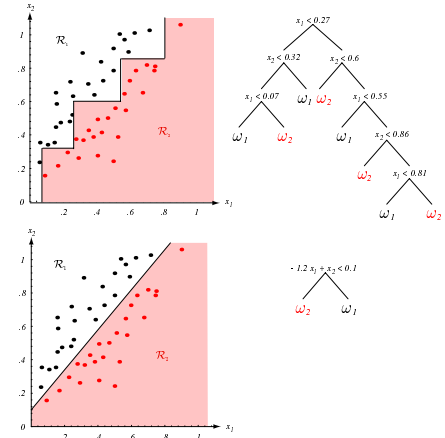 x2
1
.8
.6
.4
.2
0
.2 .4 .6 .8 1
x1
R1
R2
x1 < 0.27
x2 < 0.32
x2 < 0.6
x1 < 0.07
ω1
ω2
x1 < 0.55
ω1
ω2
ω1
x2 < 0.86
ω2
x1 < 0.81
ω1
ω2
x2
1
.8
.6
.4
.2
0
.2 .4 .6 .8 1
x1
R1
R2
- 1.2 x1 + x2 < 0.1
ω2
ω1